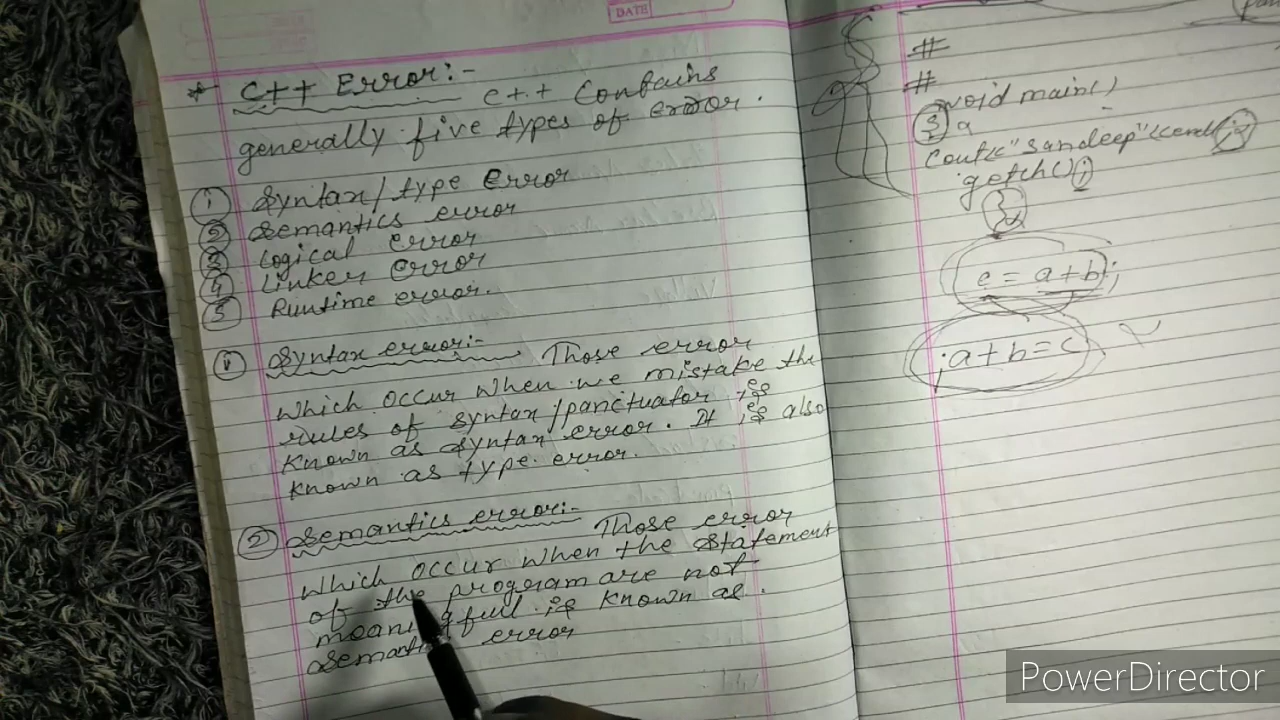 DATE
* C++ Error:-
C++ Contains
generally five types of error.
① Syntax/type Error
② Semantics error
③ Logical error
④ Linker Error
⑤ Runtime error.
① Syntax error:- Those error
which occur when we mistake the
rules of syntax/panctuator is
known as syntax error. It is also
known as type error.
② Semantics error:- Those error
which occur when the statement
of the program are not
meaningful is known as.
Semantics error
#
#
void main()
{
cout<<"Sandeep"<<endl;
getch();
}
c = a+b;
;a+b=c
PowerDirector